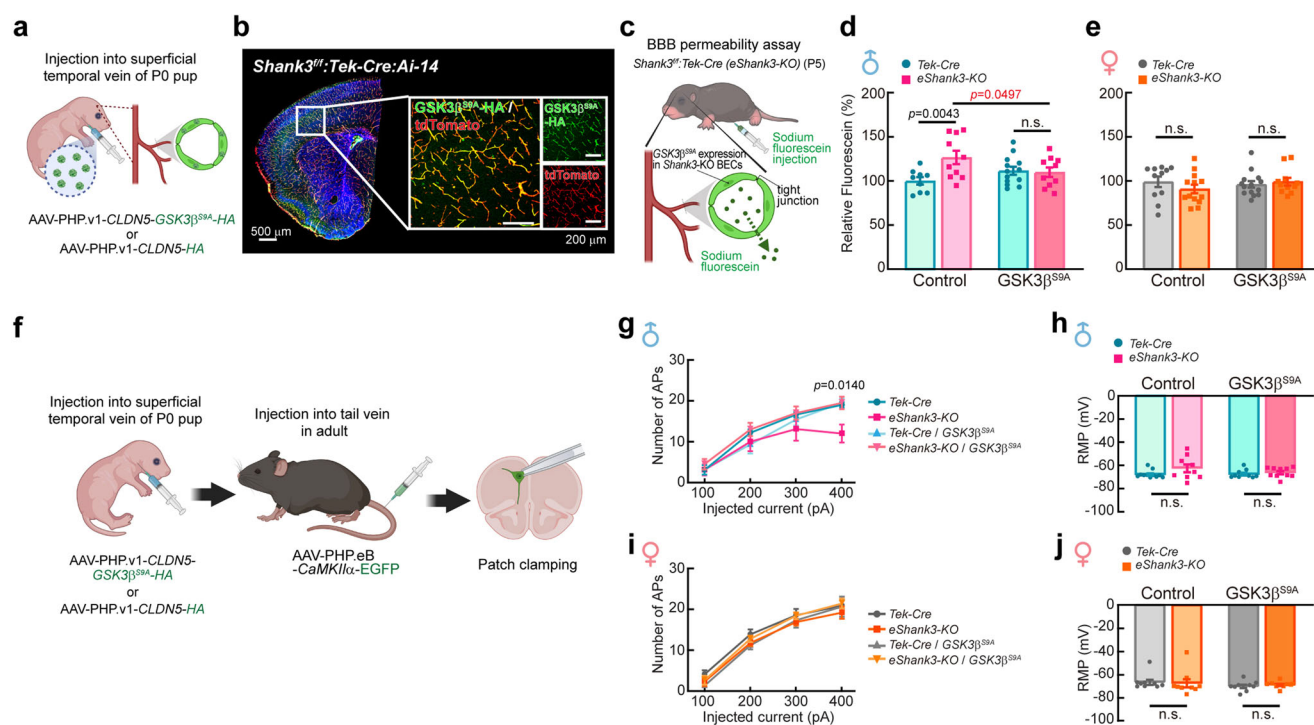 a
Injection into superficial
temporal vein of P0 pup
AAV-PHP.v1-CLDN5-GSK3β^S9A-HA
or
AAV-PHP.v1-CLDN5-HA
b
Shank3^f/f:Tek-Cre:Ai-14
GSK3β^S9A-HA /
tdTomato
GSK3β^S9A
-HA
tdTomato
500 μm
200 μm
c
BBB permeability assay
Shank3^f/f:Tek-Cre (eShank3-KO) (P5)
Sodium
fluorescein
injection
GSK3β^S9A
expression
in Shank3-KO BECs
tight
junction
Sodium
fluorescein
d
♂
Tek-Cre
eShank3-KO
p=0.0497
p=0.0043
n.s.
Relative Fluorescein (%)
200
150
100
50
0
Control
GSK3β^S9A
e
♀
Tek-Cre
eShank3-KO
n.s.
n.s.
200
150
100
50
0
Control
GSK3β^S9A
f
Injection into superficial
temporal vein of P0 pup
AAV-PHP.v1-CLDN5-
GSK3β^S9A-HA
or
AAV-PHP.v1-CLDN5-HA
Injection into tail vein
in adult
AAV-PHP.eB
-CaMKIIα-EGFP
Patch clamping
g
♂
Number of APs
30
20
10
0
100
200
300
400
Injected current (pA)
p=0.0140
Tek-Cre
eShank3-KO
Tek-Cre / GSK3β^S9A
eShank3-KO / GSK3β^S9A
h
♂
Tek-Cre
eShank3-KO
Control
GSK3β^S9A
RMP (mV)
0
-20
-40
-60
-80
-100
n.s.
n.s.
i
♀
Number of APs
30
20
10
0
100
200
300
400
Injected current (pA)
Tek-Cre
eShank3-KO
Tek-Cre / GSK3β^S9A
eShank3-KO / GSK3β^S9A
j
♀
Tek-Cre
eShank3-KO
Control
GSK3β^S9A
RMP (mV)
0
-20
-40
-60
-80
-100
n.s.
n.s.